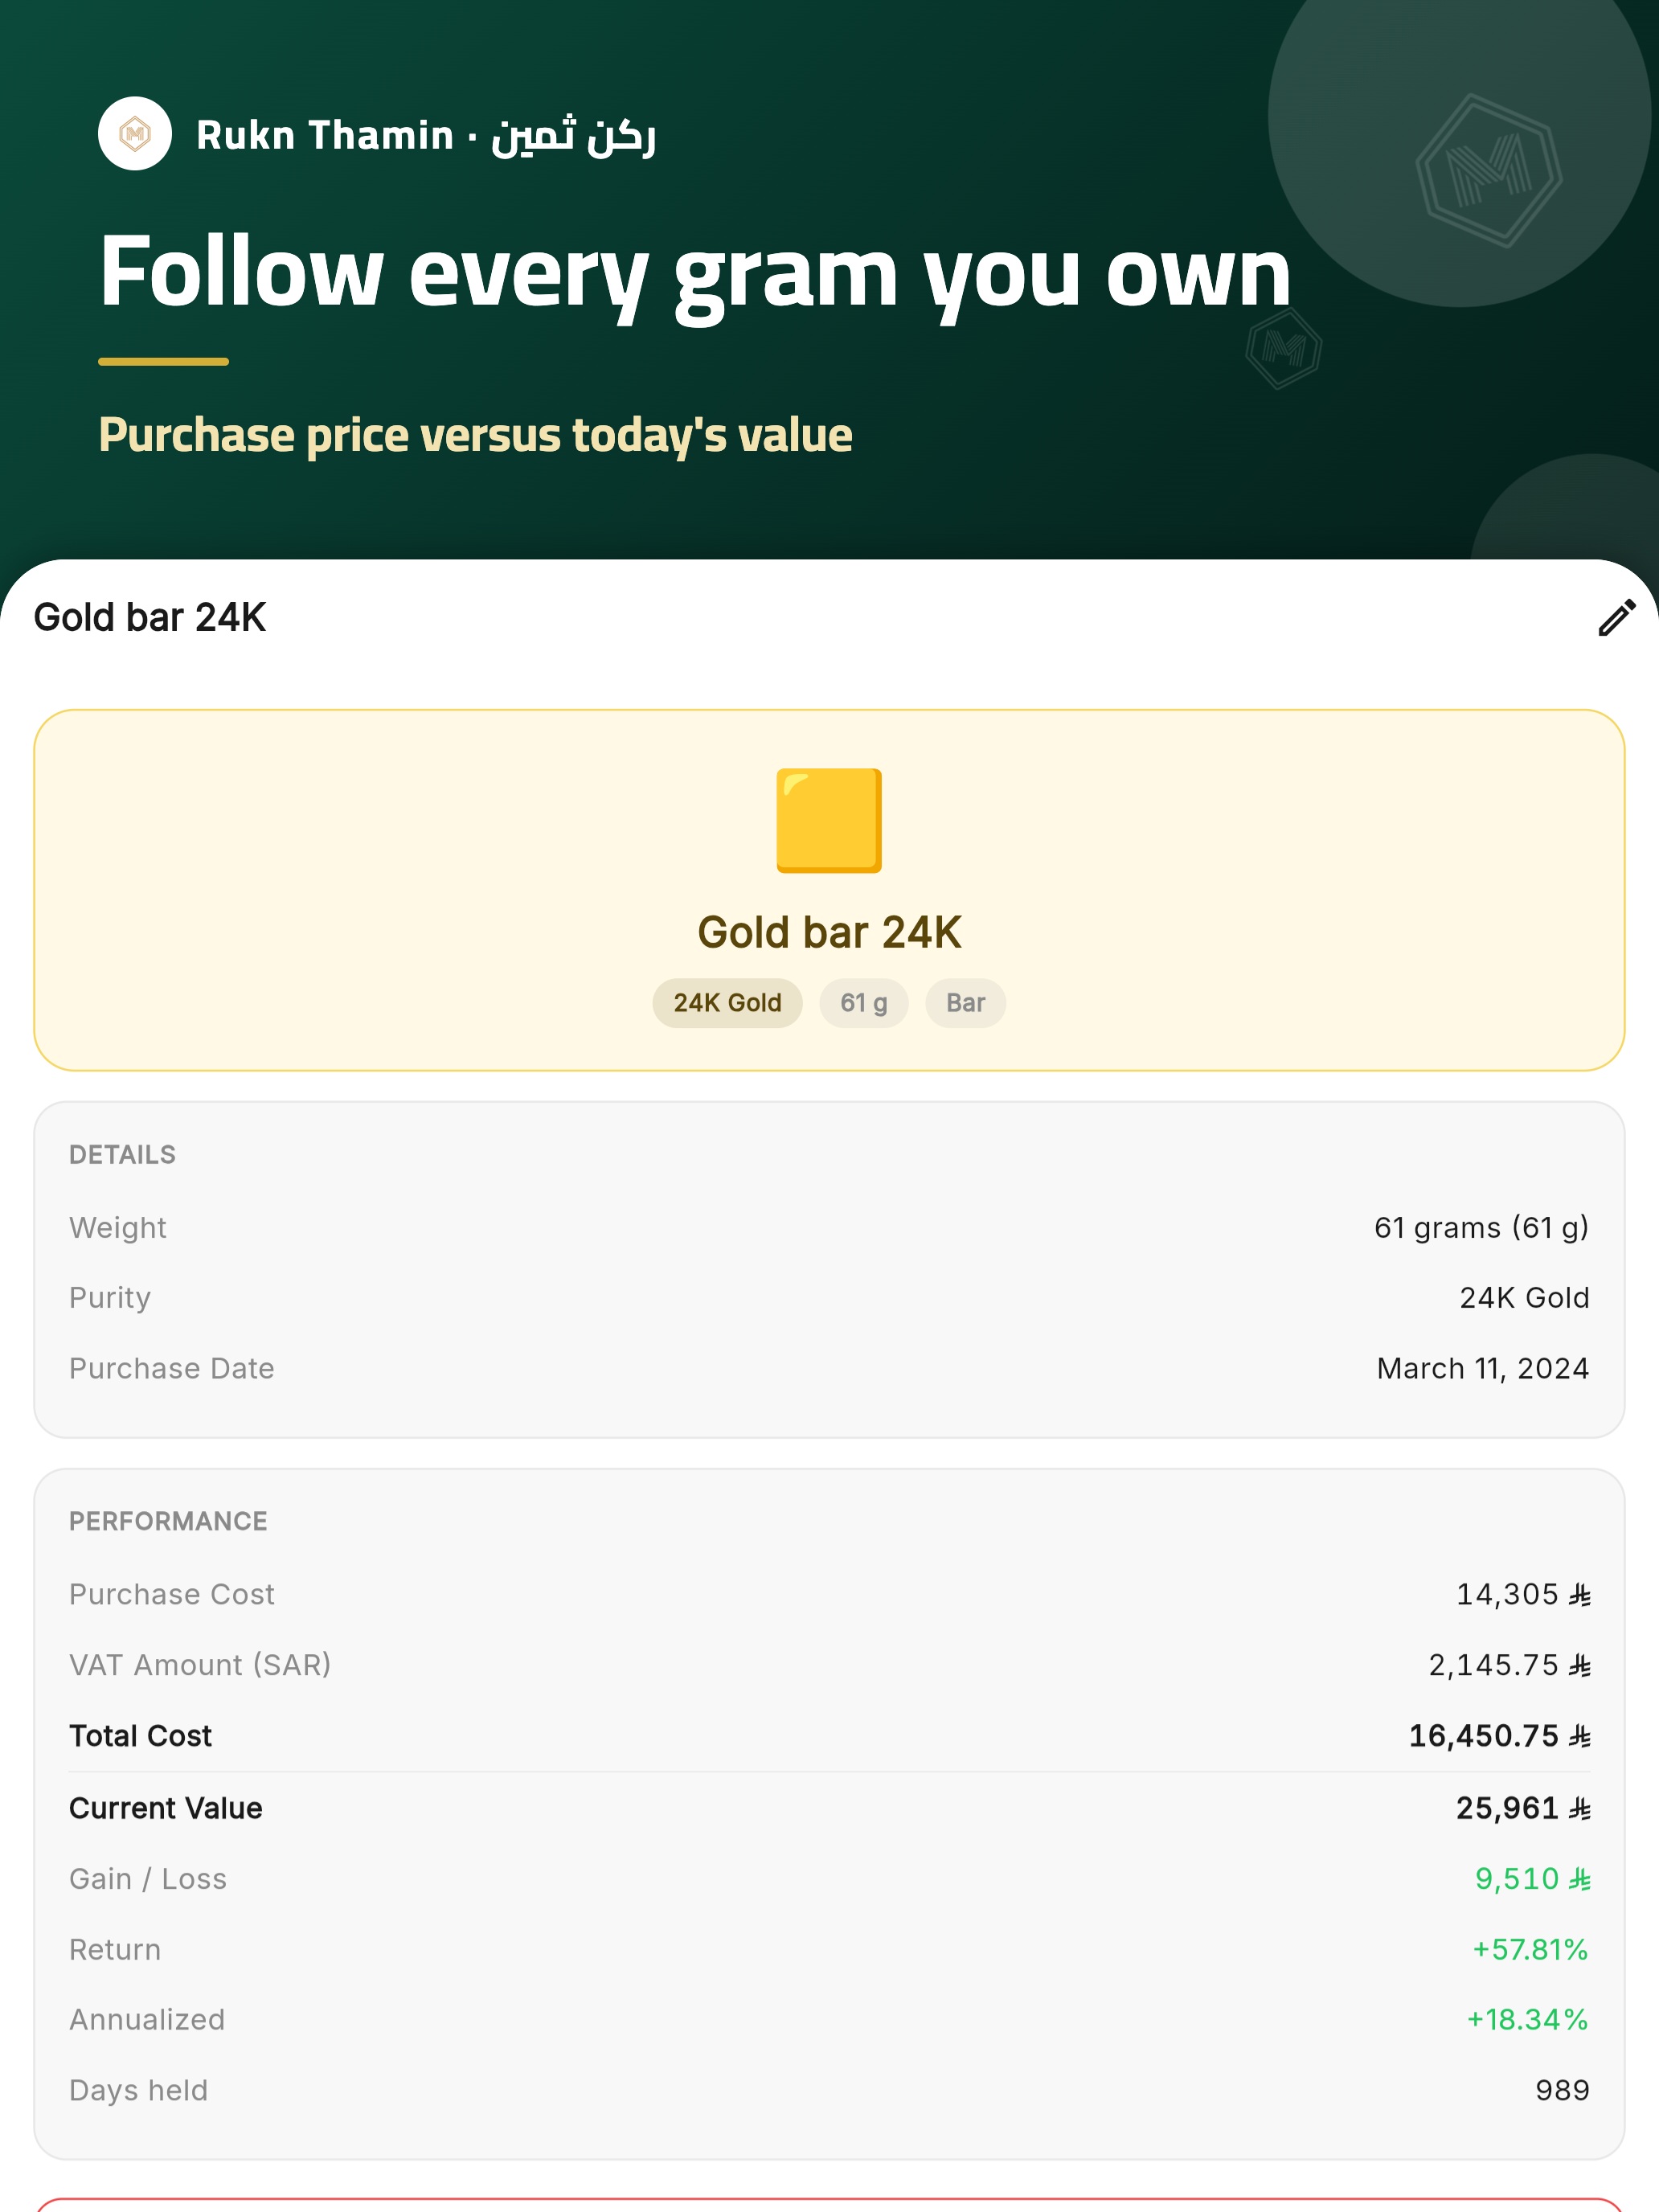 Rukn Thamin · ركن ثمين
Follow every gram you own
Purchase price versus today's value
Gold bar 24K
Gold bar 24K
24K Gold 61 g Bar
DETAILS
Weight 61 grams (61 g)
Purity 24K Gold
Purchase Date March 11, 2024
PERFORMANCE
Purchase Cost 14,305 ⃁
VAT Amount (SAR) 2,145.75 ⃁
Total Cost 16,450.75 ⃁
Current Value 25,961 ⃁
Gain / Loss 9,510 ⃁
Return +57.81%
Annualized +18.34%
Days held 989